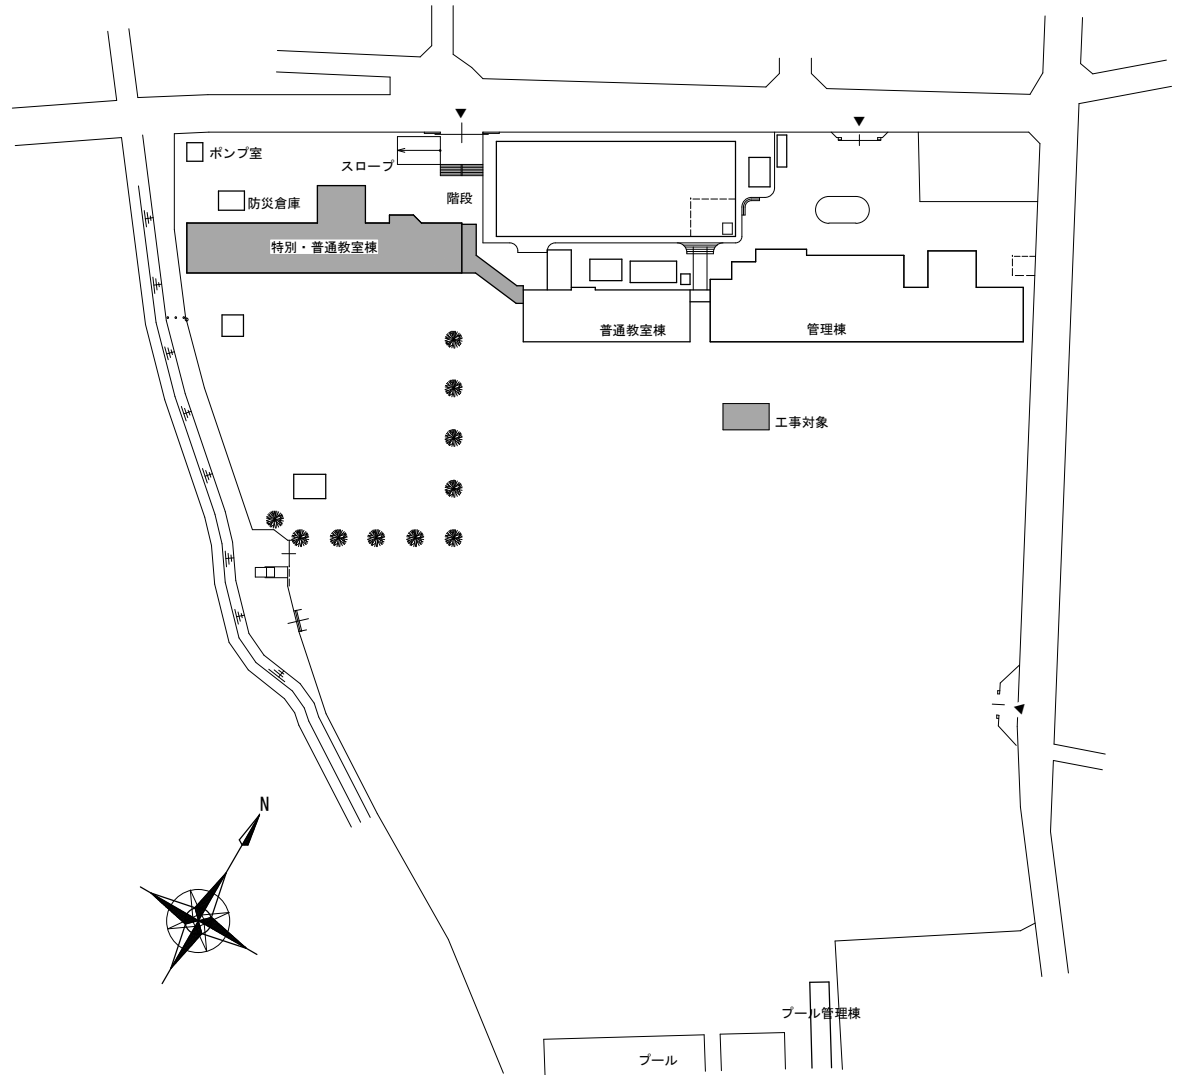 ポンプ室
スロープ
階段
防災倉庫
特別・普通教室棟
普通教室棟
管理棟
工事対象
N
プール管理棟
プール